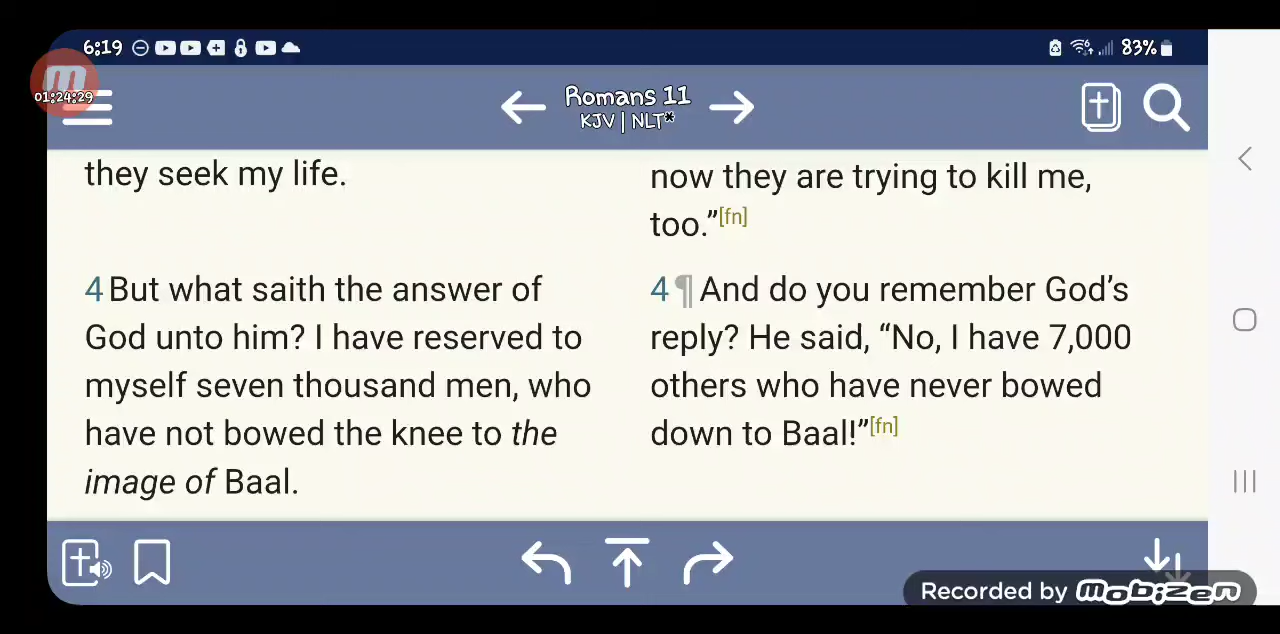 6:19
83%
01:24:29
Romans 11
KJV | NLT*
they seek my life.
4 But what saith the answer of
God unto him? I have reserved to
myself seven thousand men, who
have not bowed the knee to the
image of Baal.
now they are trying to kill me,
too.”[fn]
4 ¶ And do you remember God’s
reply? He said, “No, I have 7,000
others who have never bowed
down to Baal!”[fn]
Recorded by mobizen